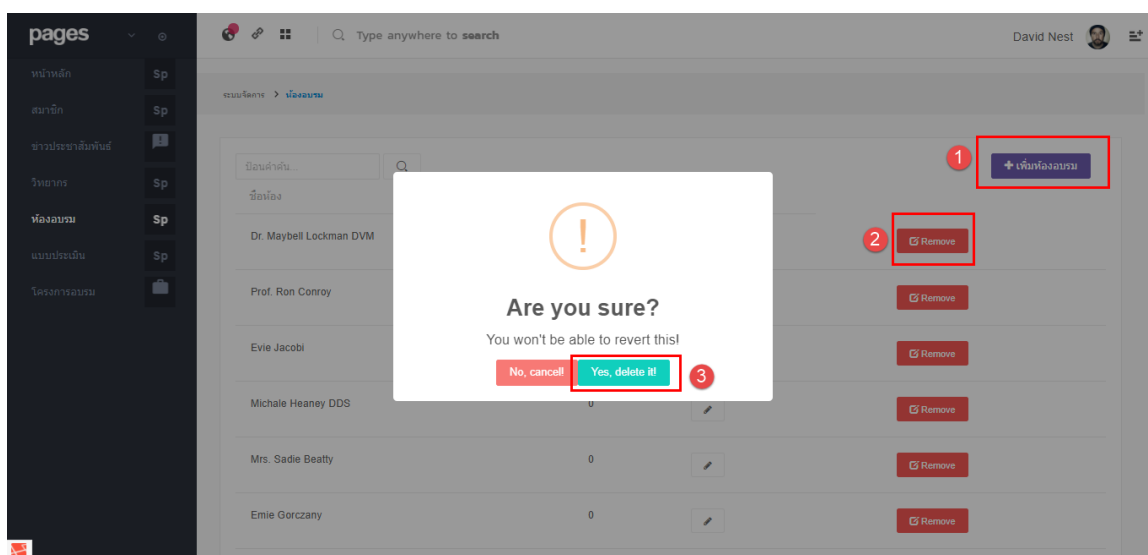 pages
Type anywhere to search
David Nest
หน้าหลัก Sp
สมาชิก Sp
ข่าวประชาสัมพันธ์
วิทยากร Sp
ห้องอบรม Sp
แบบประเมิน Sp
โครงการอบรม
ระบบจัดการ > ห้องอบรม
ป้อนคำค้น...
1
เพิ่มห้องอบรม
ชื่อห้อง
Dr. Maybell Lockman DVM
2
Remove
Prof. Ron Conroy
Remove
Evie Jacobi
Remove
!
Are you sure?
You won't be able to revert this!
No, cancel!
Yes, delete it!
3
Michale Heaney DDS 0 Remove
Mrs. Sadie Beatty 0 Remove
Emie Gorczany 0 Remove